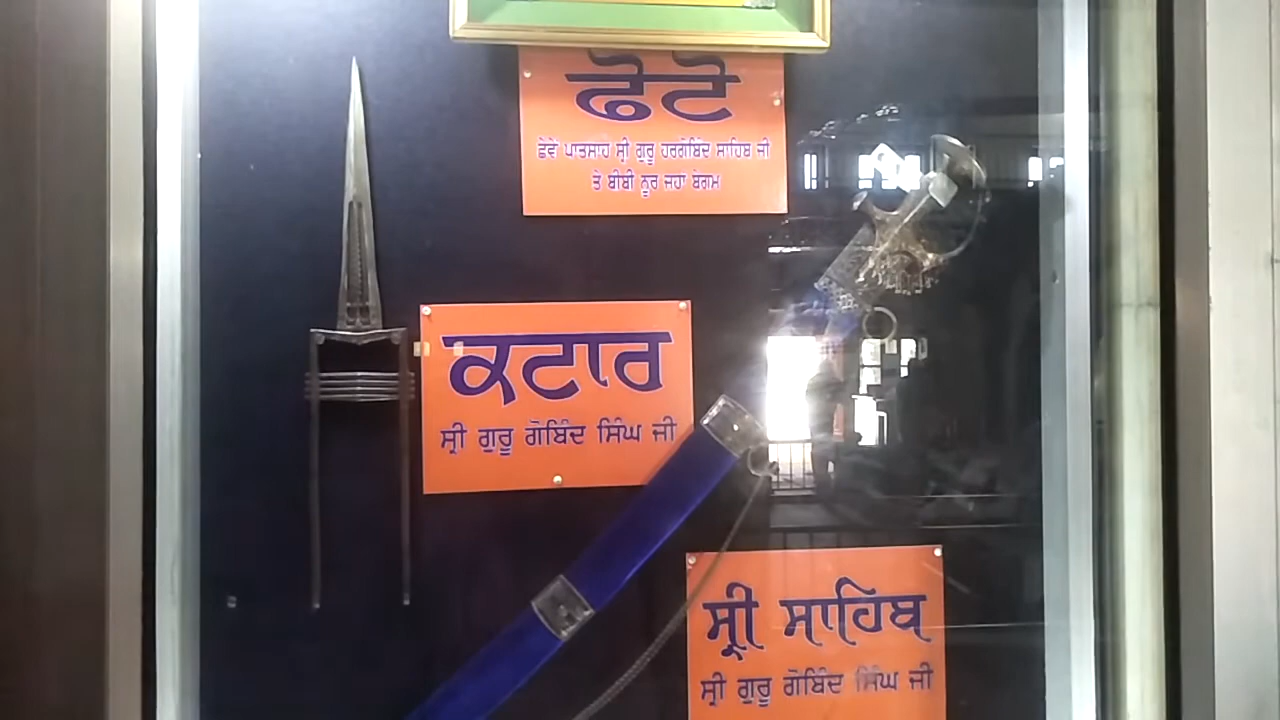 ਫੋਟੋ
ਛੇਵੇਂ ਪਾਤਸਾਹ ਸ੍ਰੀ ਗੁਰੂ ਹਰਗੋਬਿੰਦ ਸਾਹਿਬ ਜੀ
ਤੇ ਬੀਬੀ ਨੂਰ ਜਹਾਂ ਬੇਗਮ
ਕਟਾਰ
ਸ੍ਰੀ ਗੁਰੂ ਗੋਬਿੰਦ ਸਿੰਘ ਜੀ
ਸ੍ਰੀ ਸਾਹਿਬ
ਸ੍ਰੀ ਗੁਰੂ ਗੋਬਿੰਦ ਸਿੰਘ ਜੀ